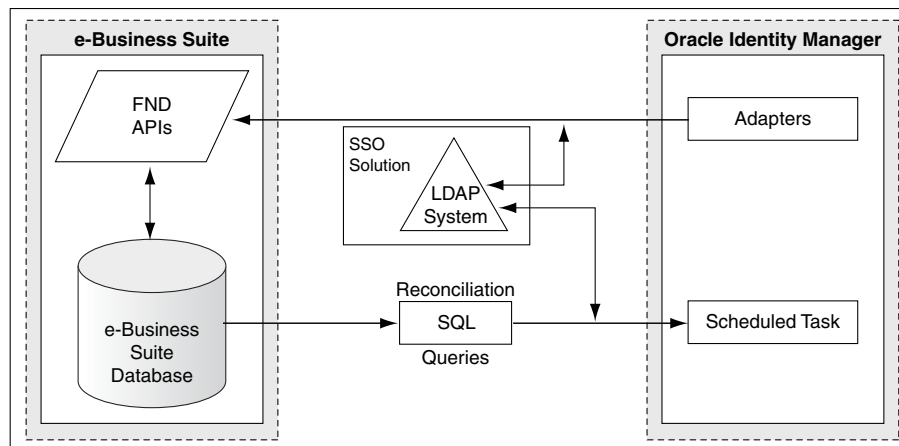 e-Business Suite
Oracle Identity Manager
FND
APIs
Adapters
SSO
Solution
LDAP
System
Reconciliation
SQL
Queries
e-Business
Suite
Database
Scheduled Task